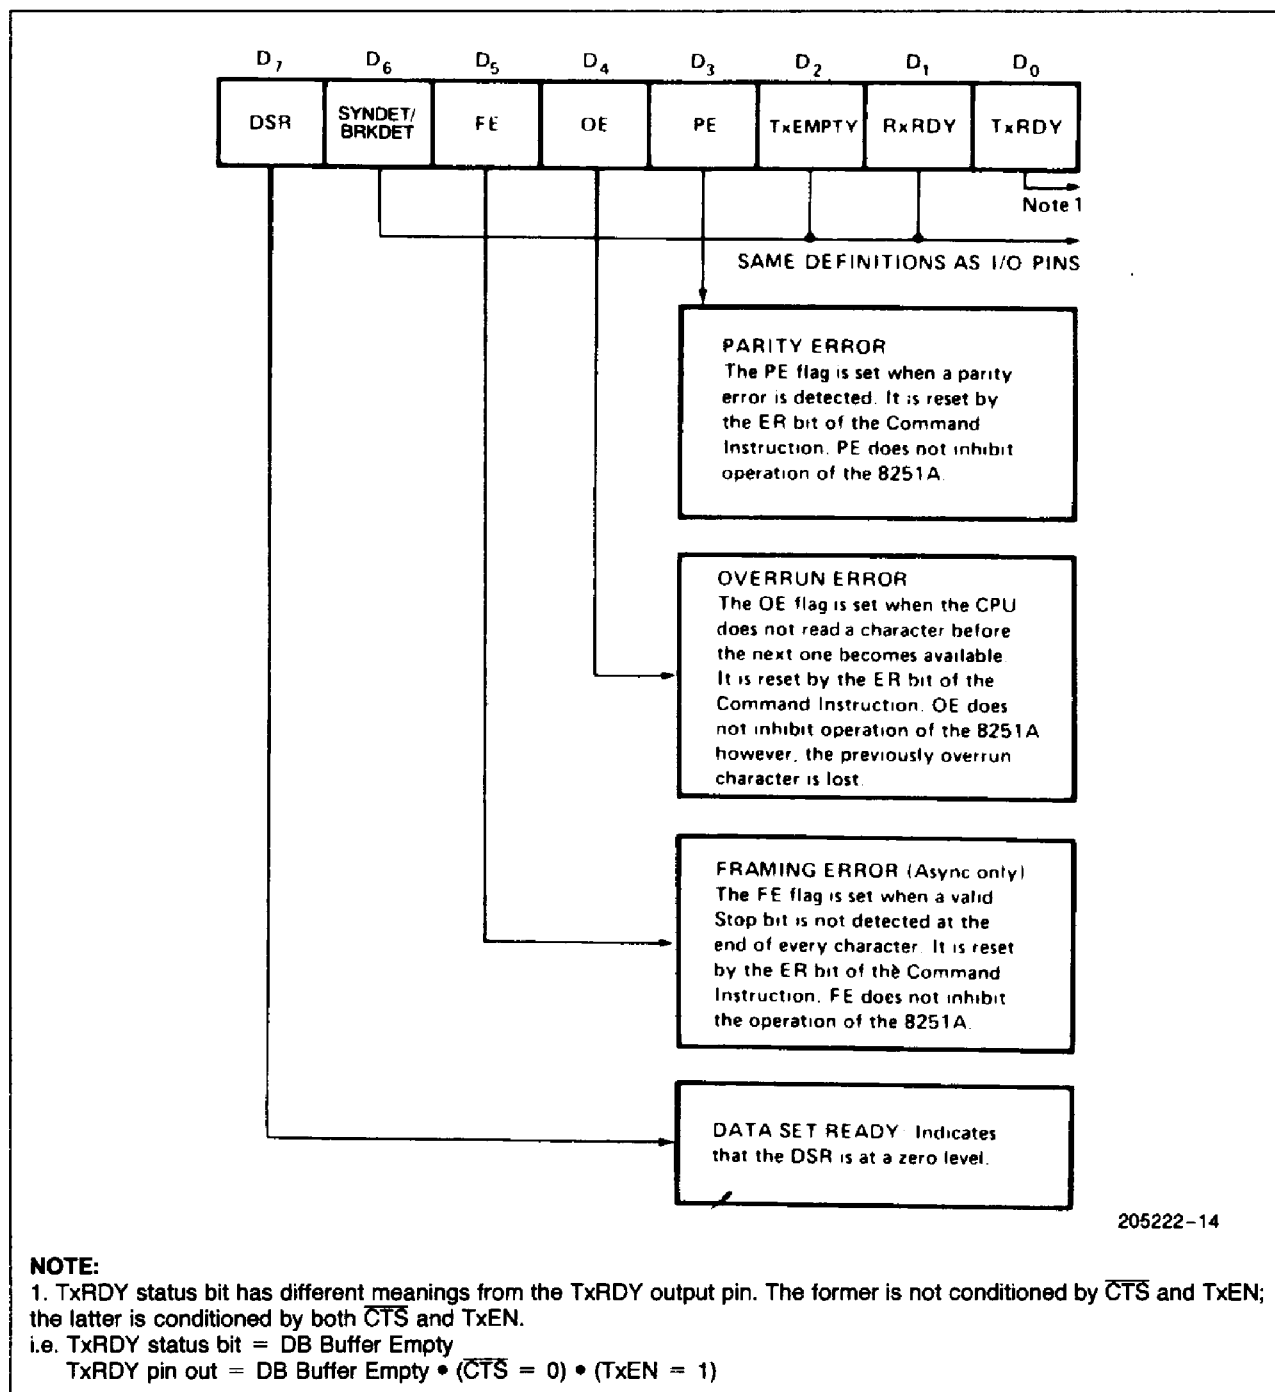 D7 D6 D5 D4 D3 D2 D1 D0
DSR SYNDET/ FE OE PE TxEMPTY RxRDY TxRDY
BRKDET
Note 1
SAME DEFINITIONS AS I/O PINS
PARITY ERROR
The PE flag is set when a parity
error is detected. It is reset by
the ER bit of the Command
Instruction. PE does not inhibit
operation of the 8251A.
OVERRUN ERROR
The OE flag is set when the CPU
does not read a character before
the next one becomes available
It is reset by the ER bit of the
Command Instruction. OE does
not inhibit operation of the 8251A
however, the previously overrun
character is lost.
FRAMING ERROR (Async only)
The FE flag is set when a valid
Stop bit is not detected at the
end of every character. It is reset
by the ER bit of the Command
Instruction. FE does not inhibit
the operation of the 8251A.
DATA SET READY Indicates
that the DSR is at a zero level.
205222-14
NOTE:
1. TxRDY status bit has different meanings from the TxRDY output pin. The former is not conditioned by C̅T̅S̅ and TxEN;
the latter is conditioned by both C̅T̅S̅ and TxEN.
i.e. TxRDY status bit = DB Buffer Empty
TxRDY pin out = DB Buffer Empty • (C̅T̅S̅ = 0) • (TxEN = 1)